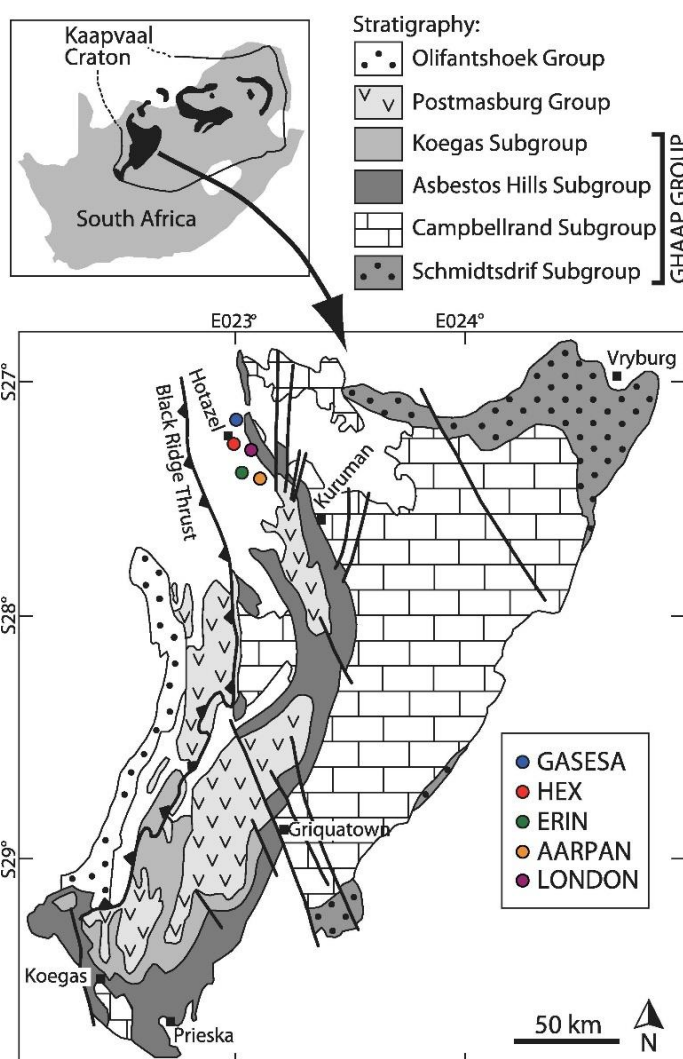 Kaapvaal
Craton
South Africa
Stratigraphy:
Olifantshoek Group
Postmasburg Group
Koegas Subgroup
Asbestos Hills Subgroup
Campbellrand Subgroup
Schmidtsdrif Subgroup
GHAAP GROUP
E023°
E024°
Vryburg
S27°
Hotazel
Black Ridge Thrust
Kuruman
S28°
GASESA
HEX
ERIN
AARPAN
LONDON
Griquatown
S29°
Koegas
Prieska
50 km
N